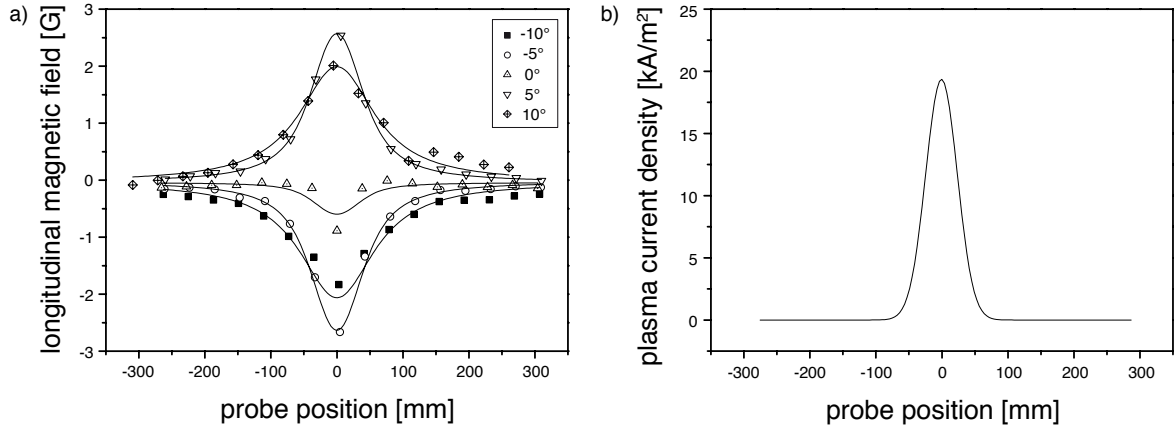 a)
longitudinal magnetic field [G]
3
2
1
0
-1
-2
-3
-10°
-5°
0°
5°
10°
-300 -200 -100 0 100 200 300
probe position [mm]
b)
plasma current density [kA/m²]
25
20
15
10
5
0
-300 -200 -100 0 100 200 300
probe position [mm]